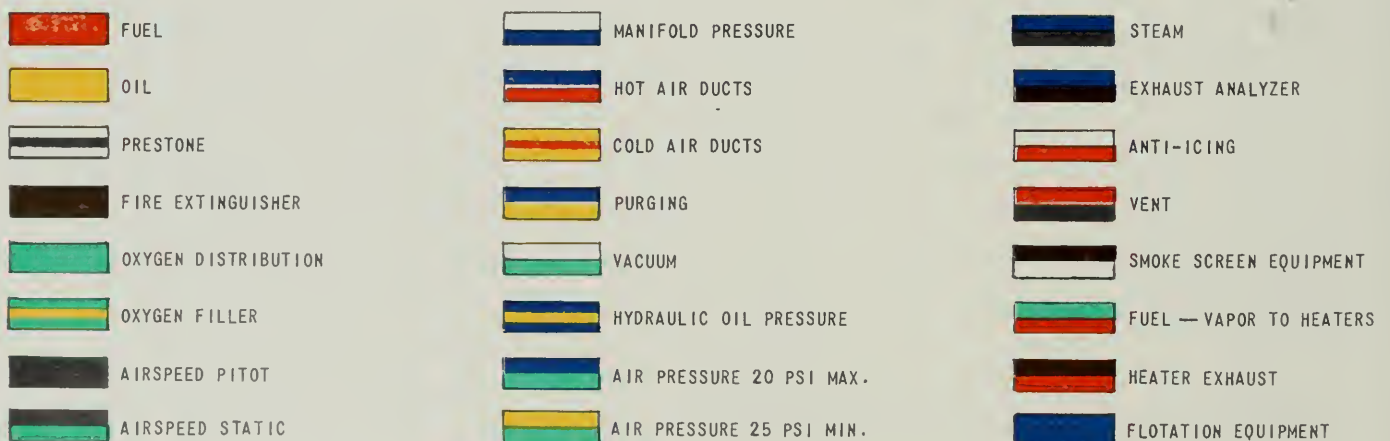 FUEL
OIL
PRESTONE
FIRE EXTINGUISHER
OXYGEN DISTRIBUTION
OXYGEN FILLER
AIRSPEED PITOT
AIRSPEED STATIC
MANIFOLD PRESSURE
HOT AIR DUCTS
COLD AIR DUCTS
PURGING
VACUUM
HYDRAULIC OIL PRESSURE
AIR PRESSURE 20 PSI MAX.
AIR PRESSURE 25 PSI MIN.
STEAM
EXHAUST ANALYZER
ANTI-ICING
VENT
SMOKE SCREEN EQUIPMENT
FUEL — VAPOR TO HEATERS
HEATER EXHAUST
FLOTATION EQUIPMENT